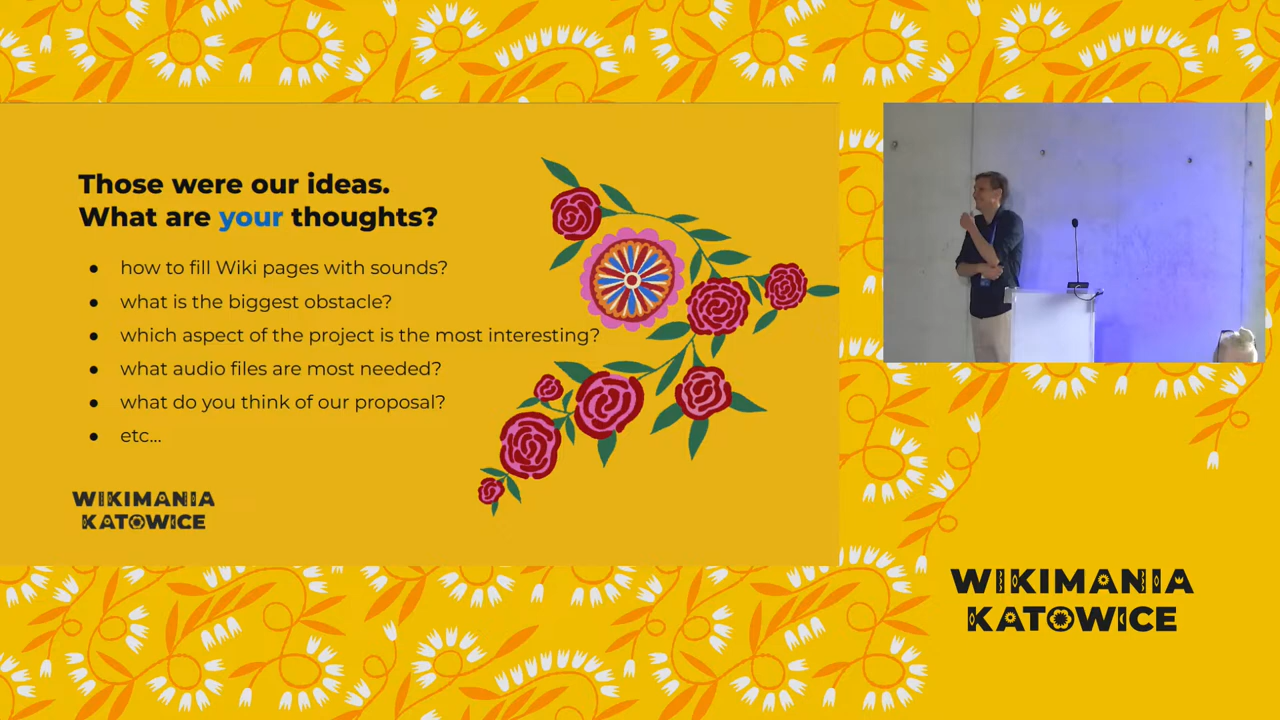 Those were our ideas.
What are your thoughts?
● how to fill Wiki pages with sounds?
● what is the biggest obstacle?
● which aspect of the project is the most interesting?
● what audio files are most needed?
● what do you think of our proposal?
● etc...
WIKIMANIA
KATOWICE
WIKIMANIA
KATOWICE